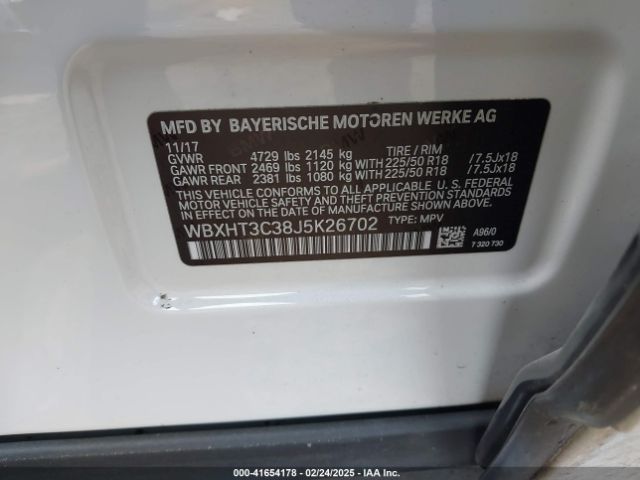 MFD BY BAYERISCHE MOTOREN WERKE AG
11/17
GVWR 4729 lbs 2145 kg TIRE / RIM
GAWR FRONT 2469 lbs 1120 kg WITH 225/50 R18 /7.5Jx18
GAWR REAR 2381 lbs 1080 kg WITH 225/50 R18 /7.5Jx18
THIS VEHICLE CONFORMS TO ALL APPLICABLE U. S. FEDERAL
MOTOR VEHICLE SAFETY, BUMPER, AND THEFT PREVENTION
STANDARDS IN EFFECT ON THE DATE OF MANUFACTURE SHOWN ABOVE.
WBXHT3C38J5K26702 TYPE: MPV
A96/0
7 320 730
000-41654178 - 02/24/2025 - IAA Inc.